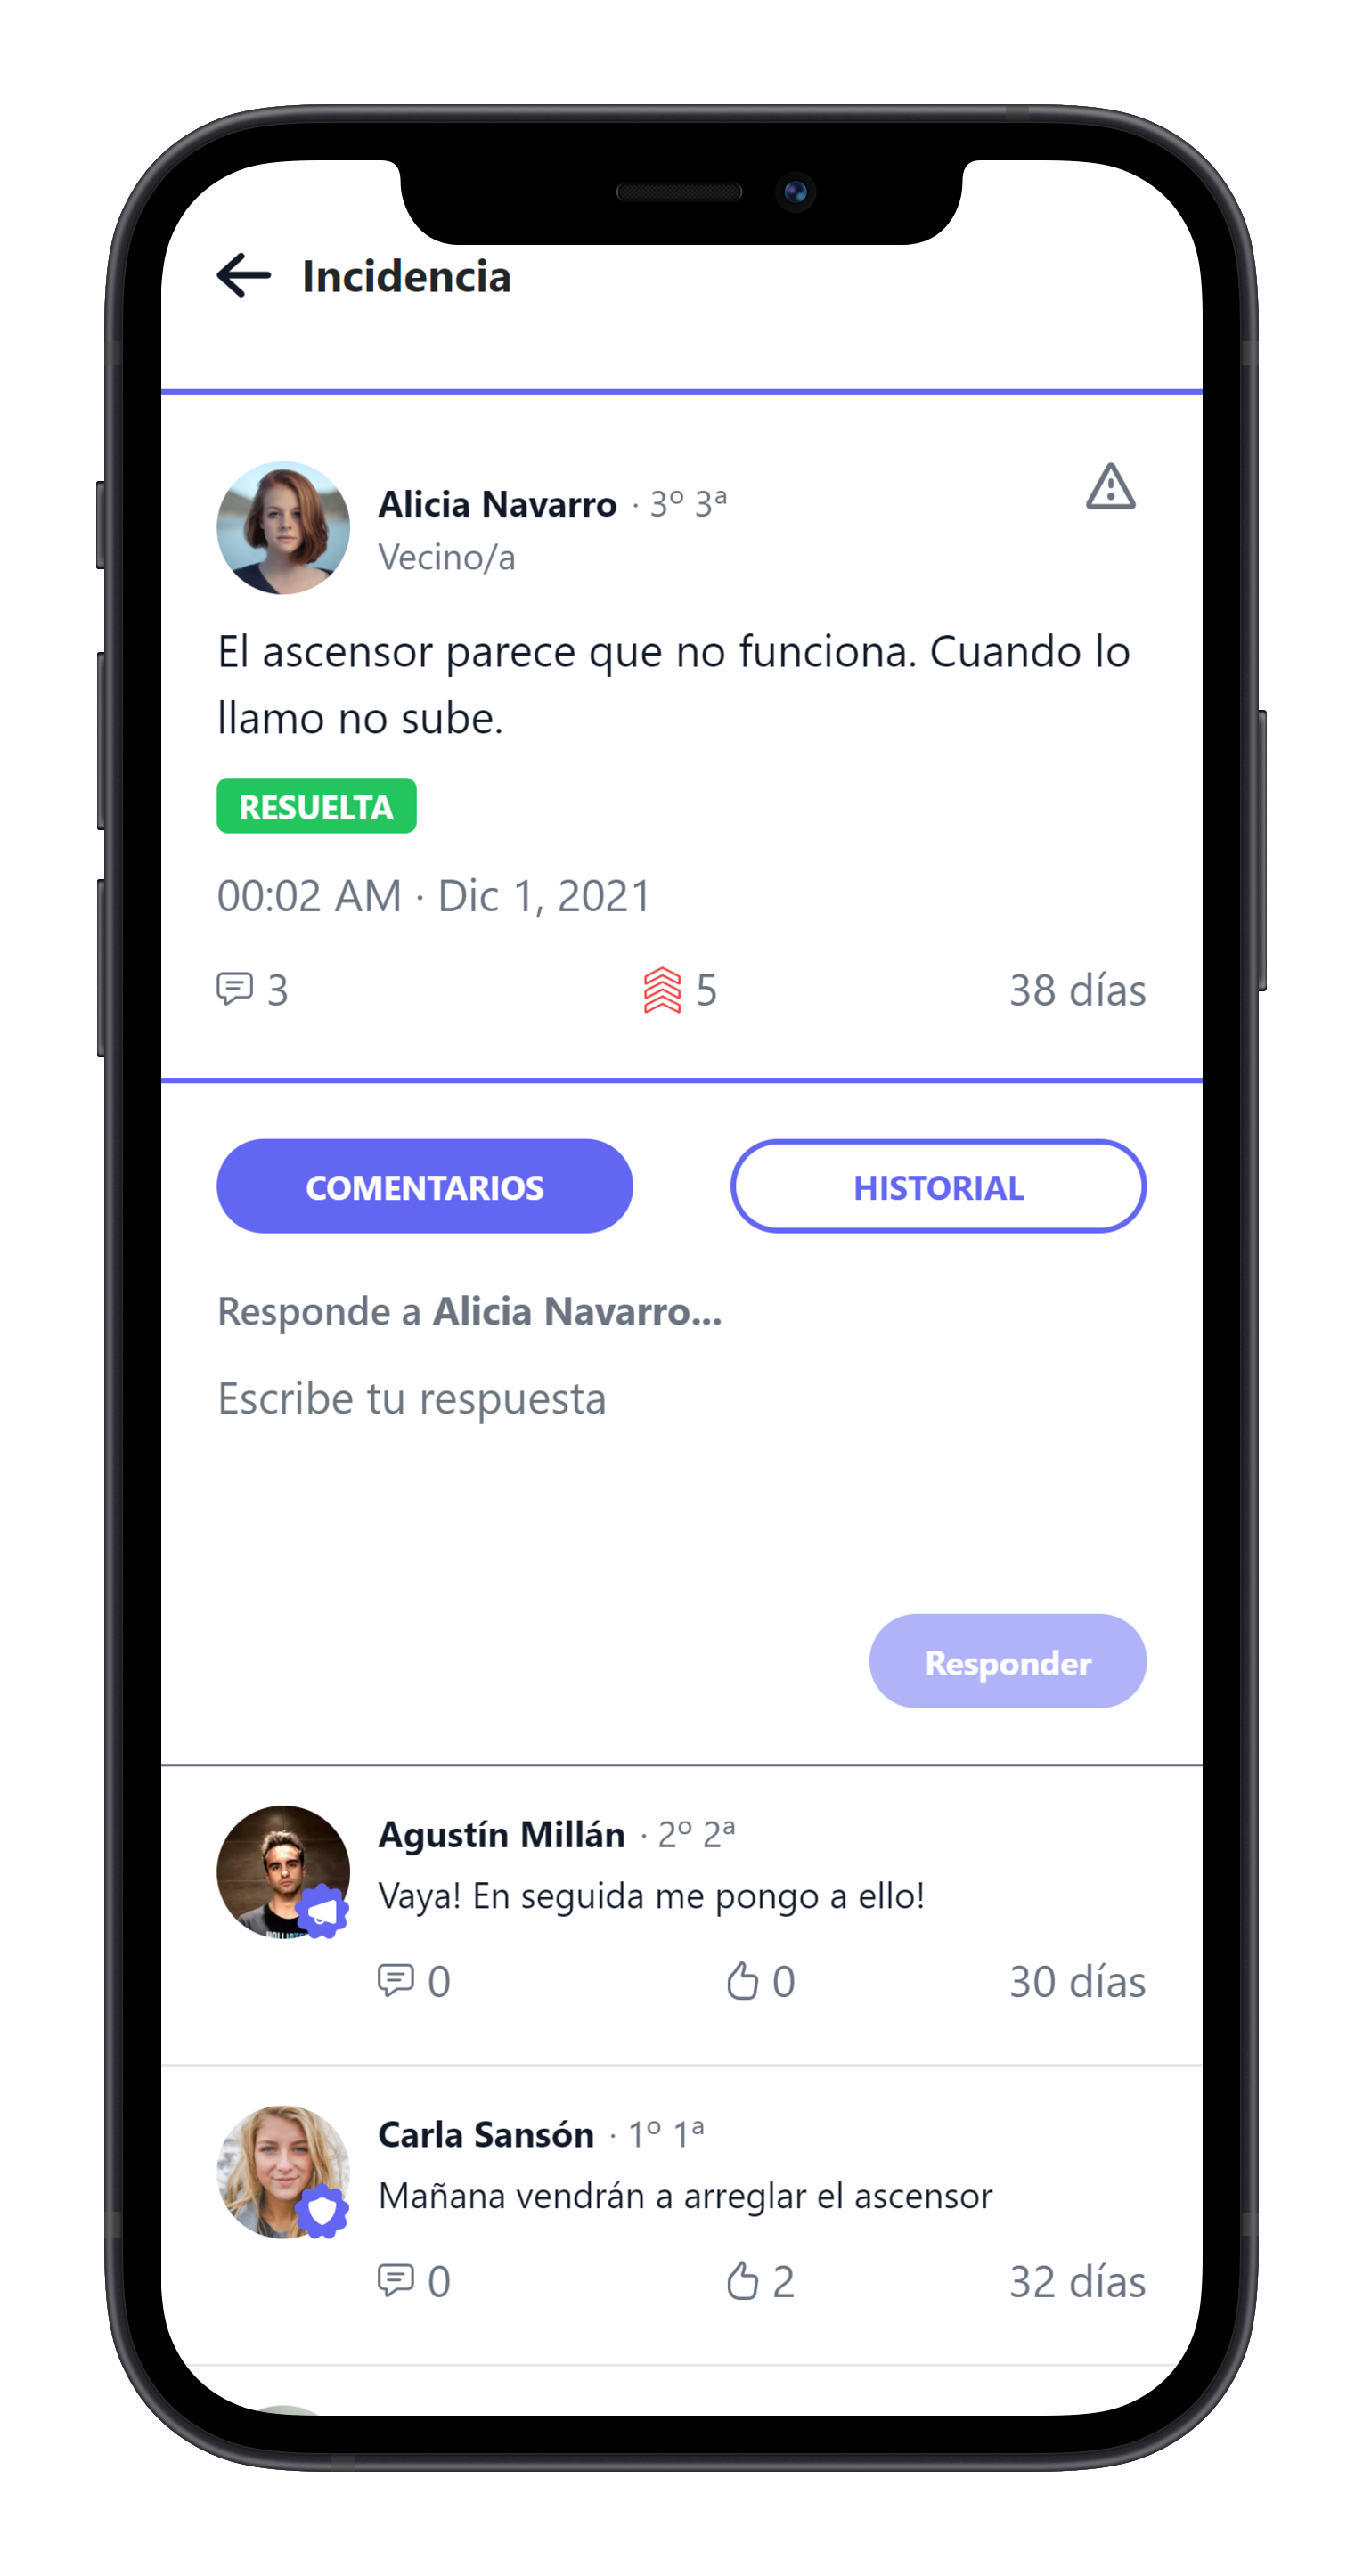 Incidencia
Alicia Navarro · 3º 3ª
Vecino/a
El ascensor parece que no funciona. Cuando lo
llamo no sube.
RESUELTA
00:02 AM · Dic 1, 2021
3 5 38 días
COMENTARIOS HISTORIAL
Responde a Alicia Navarro...
Escribe tu respuesta
Responder
Agustín Millán · 2º 2ª
Vaya! En seguida me pongo a ello!
0 0 30 días
Carla Sansón · 1º 1ª
Mañana vendrán a arreglar el ascensor
0 2 32 días